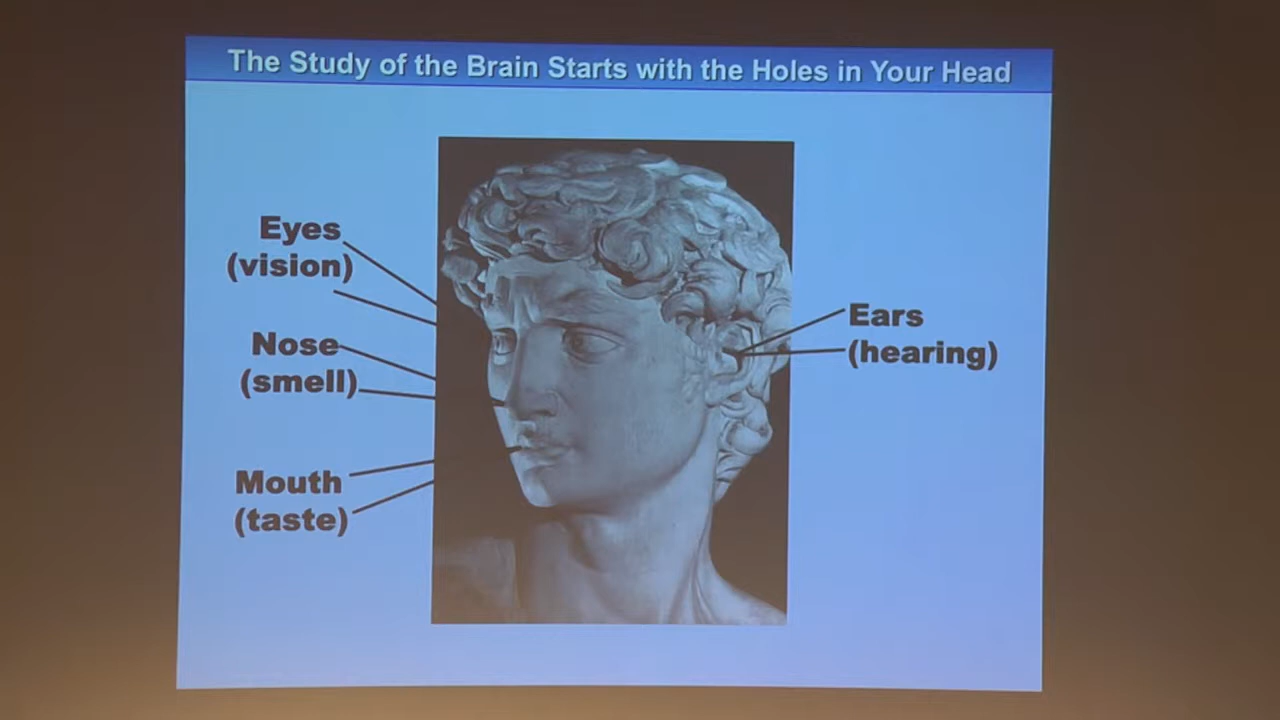 The Study of the Brain Starts with the Holes in Your Head
Eyes
(vision)
Nose
(smell)
Mouth
(taste)
Ears
(hearing)